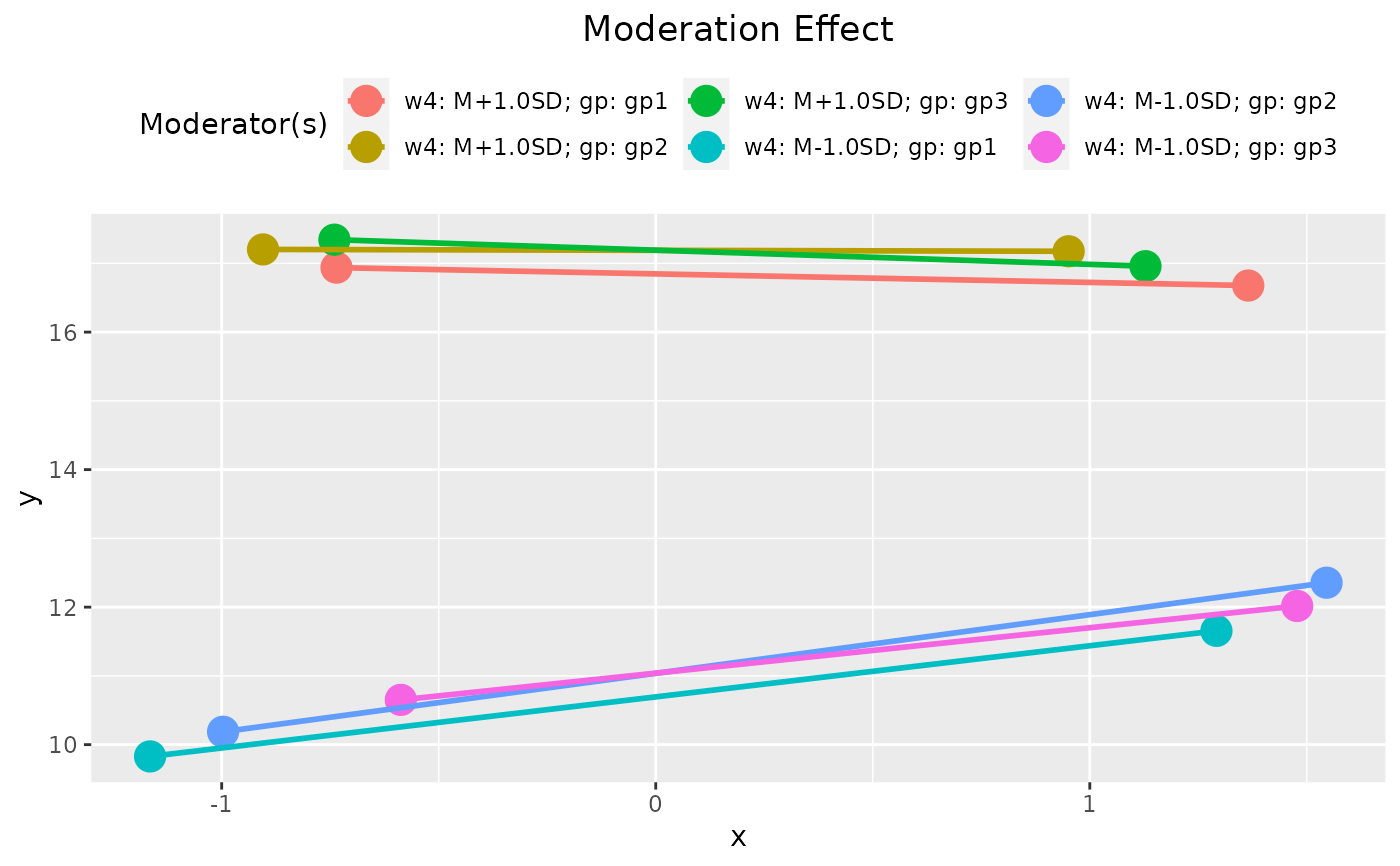 Moderation Effect
Moderator(s)
w4: M+1.0SD; gp: gp1 w4: M+1.0SD; gp: gp3 w4: M-1.0SD; gp: gp2
w4: M+1.0SD; gp: gp2 w4: M-1.0SD; gp: gp1 w4: M-1.0SD; gp: gp3
16
14
12
10
y
-1 0 1
x